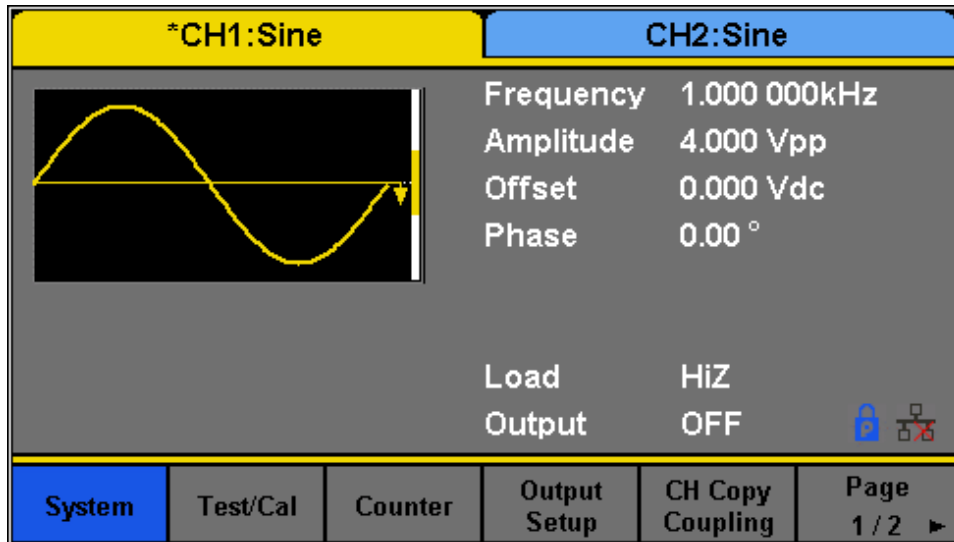 *CH1:Sine
CH2:Sine
Frequency 1.000 000kHz
Amplitude 4.000 Vpp
Offset 0.000 Vdc
Phase 0.00 °
Load HiZ
Output OFF
P
System
Test/Cal
Counter
Output
Setup
CH Copy
Coupling
Page
1 / 2 ►